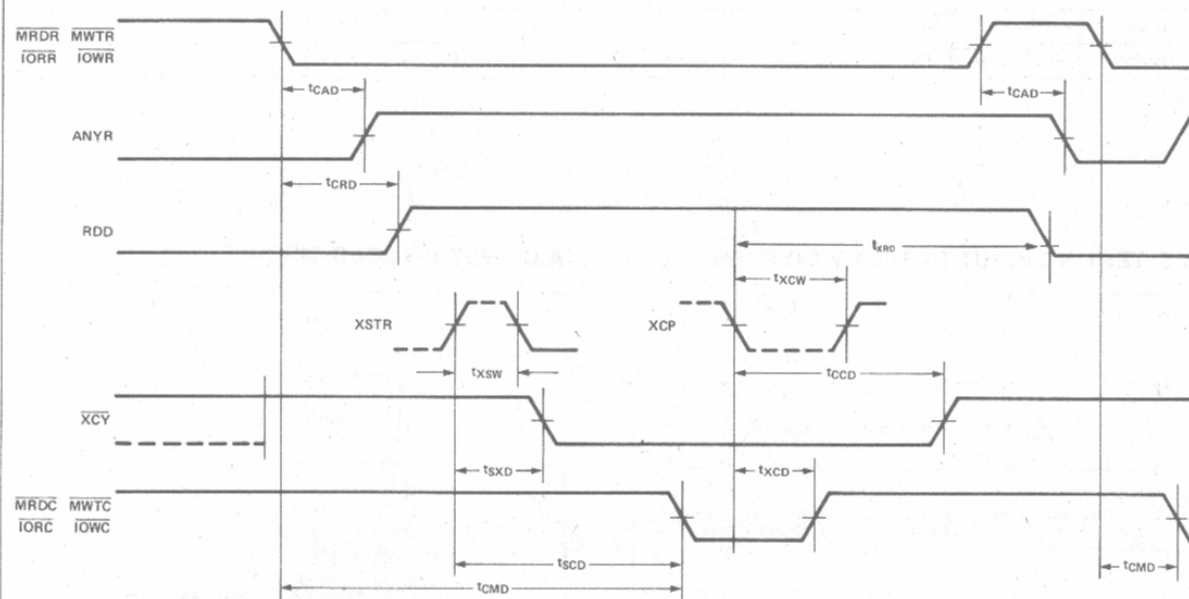 MRDR MWTR
IORR IOWR
tCAD
tCAD
ANYR
tCRD
RDD
tXRD
tXCW
XSTR
XCP
tXSW
tCCD
XCY
tSXD
tXCD
MRDC MWTC
IORC IOWC
tSCD
tCMD
tCMD